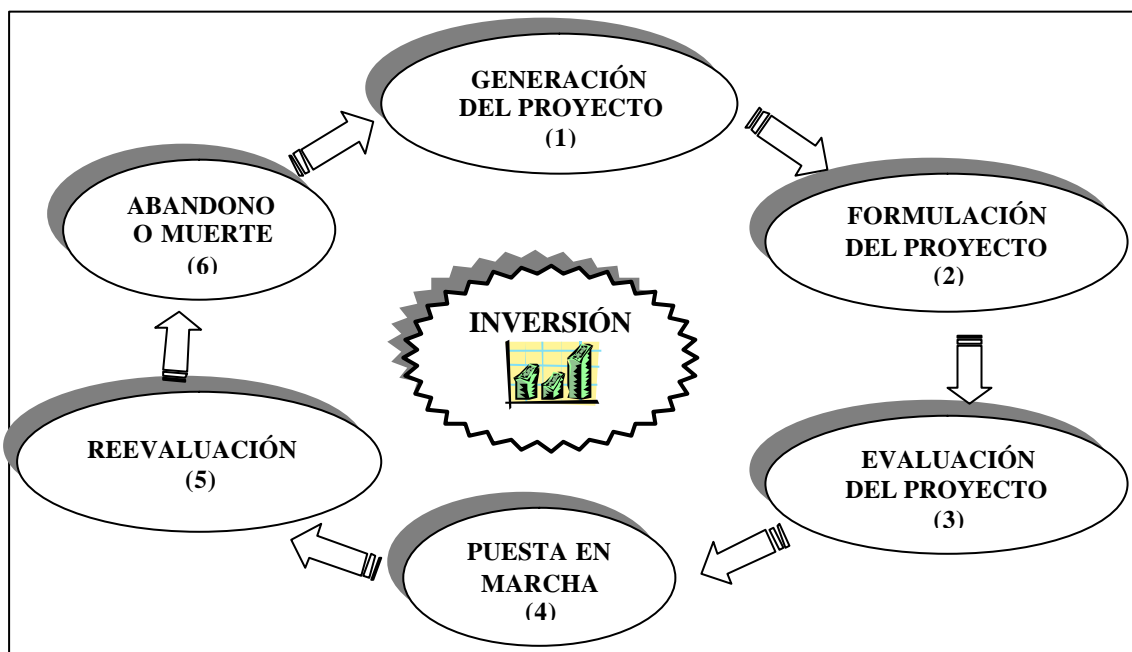 GENERACIÓN
DEL PROYECTO
(1)
FORMULACIÓN
DEL PROYECTO
(2)
EVALUACIÓN
DEL PROYECTO
(3)
PUESTA EN
MARCHA
(4)
REEVALUACIÓN
(5)
ABANDONO
O MUERTE
(6)
INVERSIÓN